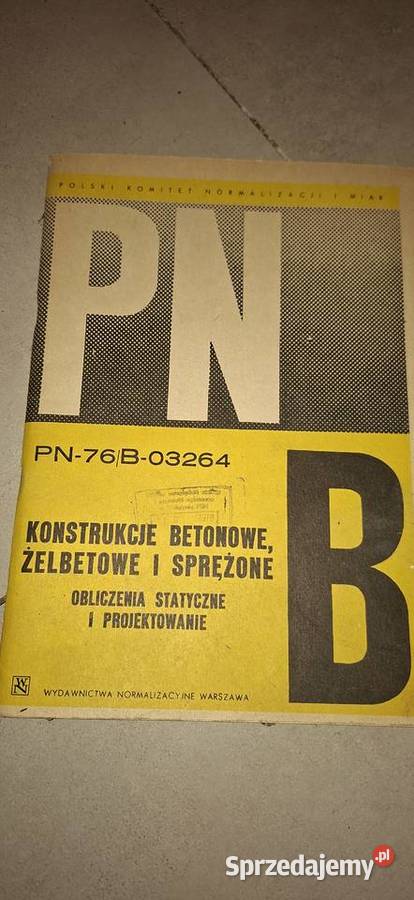 POLSKI KOMITET NORMALIZACJI I MIAR
PN
PN-76/B-03264
B
KONSTRUKCJE BETONOWE,
ŻELBETOWE I SPRĘŻONE
OBLICZENIA STATYCZNE
I PROJEKTOWANIE
WYDAWNICTWA NORMALIZACYJNE WARSZAWA
Sprzedajemy.pl